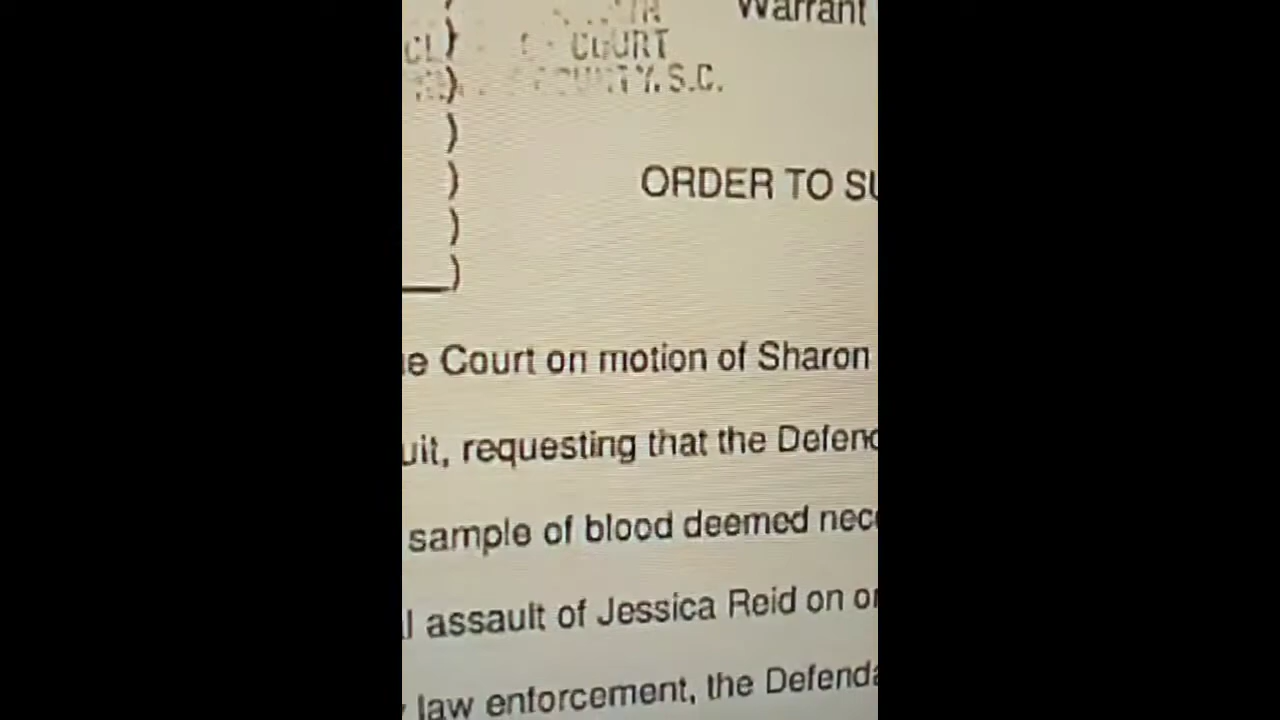 Warrant
) COURT
) COUNTY, S.C.
)
)
)
)
ORDER TO SU
e Court on motion of Sharon
uit, requesting that the Defend
sample of blood deemed nec
l assault of Jessica Reid on or
law enforcement, the Defenda